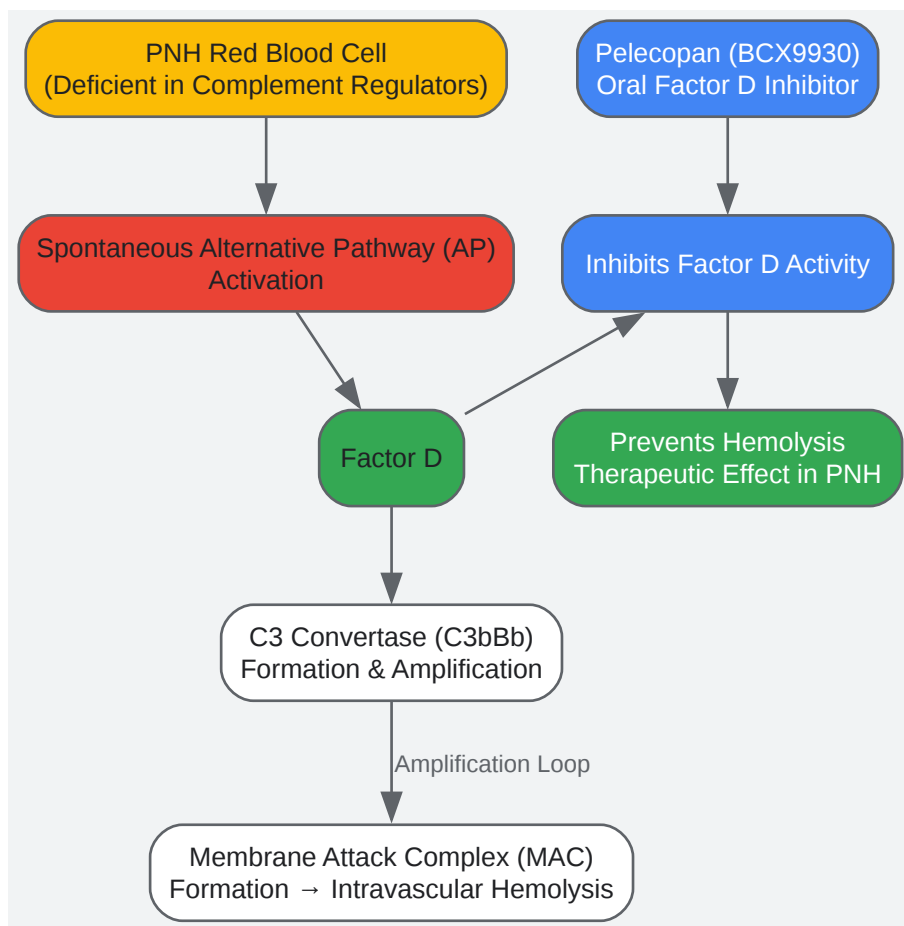 PNH Red Blood Cell
(Deficient in Complement Regulators)
Pelecopan (BCX9930)
Oral Factor D Inhibitor
Spontaneous Alternative Pathway (AP)
Activation
Inhibits Factor D Activity
Factor D
Prevents Hemolysis
Therapeutic Effect in PNH
C3 Convertase (C3bBb)
Formation & Amplification
Amplification Loop
Membrane Attack Complex (MAC)
Formation → Intravascular Hemolysis